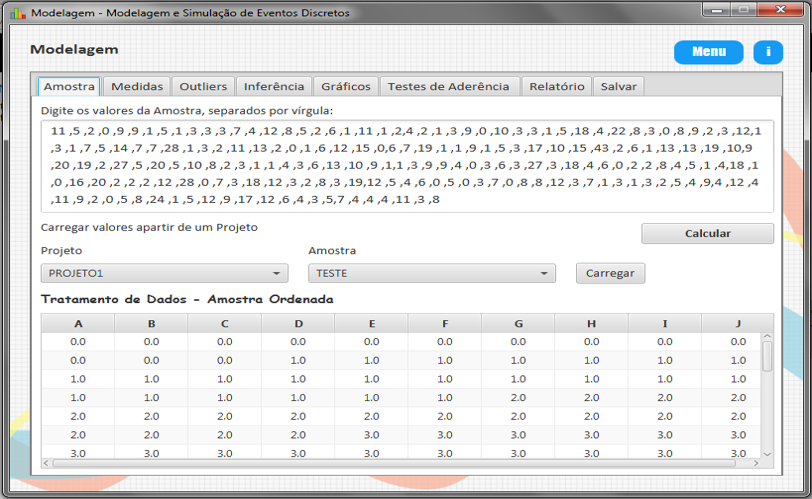 Modelagem - Modelagem e Simulação de Eventos Discretos
Modelagem
Menu
i
Amostra Medidas Outliers Inferência Gráficos Testes de Aderência Relatório Salvar
Digite os valores da Amostra, separados por vírgula:
11 ,5 ,2 ,0 ,9 ,9 ,1 ,5 ,1 ,3 ,3 ,3 ,7 ,4 ,12 ,8 ,5 ,2 ,6 ,1 ,11 ,1 ,2,4 ,2 ,1 ,3 ,9 ,0 ,10 ,3 ,3 ,1 ,5 ,18 ,4 ,22 ,8 ,3 ,0 ,8 ,9 ,2 ,3 ,12,1
,3 ,1 ,7 ,5 ,14 ,7 ,7 ,28 ,1 ,3 ,2 ,11 ,13 ,2 ,0 ,1 ,6 ,12 ,15 ,0,6 ,7 ,19 ,1 ,1 ,9 ,1 ,5 ,3 ,17 ,10 ,15 ,43 ,2 ,6 ,1 ,13 ,13 ,19 ,10,9
,20 ,19 ,2 ,27 ,5 ,20 ,5 ,10 ,8 ,2 ,3 ,1 ,1 ,4 ,3 ,6 ,13 ,10 ,9 ,1,1 ,3 ,9 ,9 ,4 ,0 ,3 ,6 ,3 ,27 ,3 ,18 ,4 ,6 ,0 ,2 ,2 ,8 ,4 ,5 ,1 ,4,18 ,1
,0 ,16 ,20 ,2 ,2 ,2 ,12 ,28 ,0 ,7 ,3 ,18 ,12 ,3 ,2 ,8 ,3 ,19,12 ,5 ,4 ,6 ,0 ,5 ,0 ,3 ,7 ,0 ,8 ,8 ,12 ,3 ,7 ,1 ,3 ,1 ,3 ,2 ,5 ,4 ,9,4 ,12 ,4
,11 ,9 ,2 ,0 ,5 ,8 ,24 ,1 ,5 ,12 ,9 ,17 ,12 ,6 ,4 ,3 ,5,7 ,4 ,4 ,4 ,11 ,3 ,8
Carregar valores apartir de um Projeto
Calcular
Projeto Amostra
PROJETO1 TESTE Carregar
Tratamento de Dados - Amostra Ordenada
A B C D E F G H I J
0.0 0.0 0.0 0.0 0.0 0.0 0.0 0.0 0.0 0.0
0.0 0.0 0.0 1.0 1.0 1.0 1.0 1.0 1.0 1.0
1.0 1.0 1.0 1.0 1.0 1.0 1.0 1.0 1.0 1.0
1.0 1.0 1.0 1.0 1.0 1.0 2.0 2.0 2.0 2.0
2.0 2.0 2.0 2.0 2.0 2.0 2.0 2.0 2.0 2.0
2.0 2.0 2.0 3.0 3.0 3.0 3.0 3.0 3.0 3.0
3.0 3.0 3.0 3.0 3.0 3.0 3.0 3.0 3.0 3.0